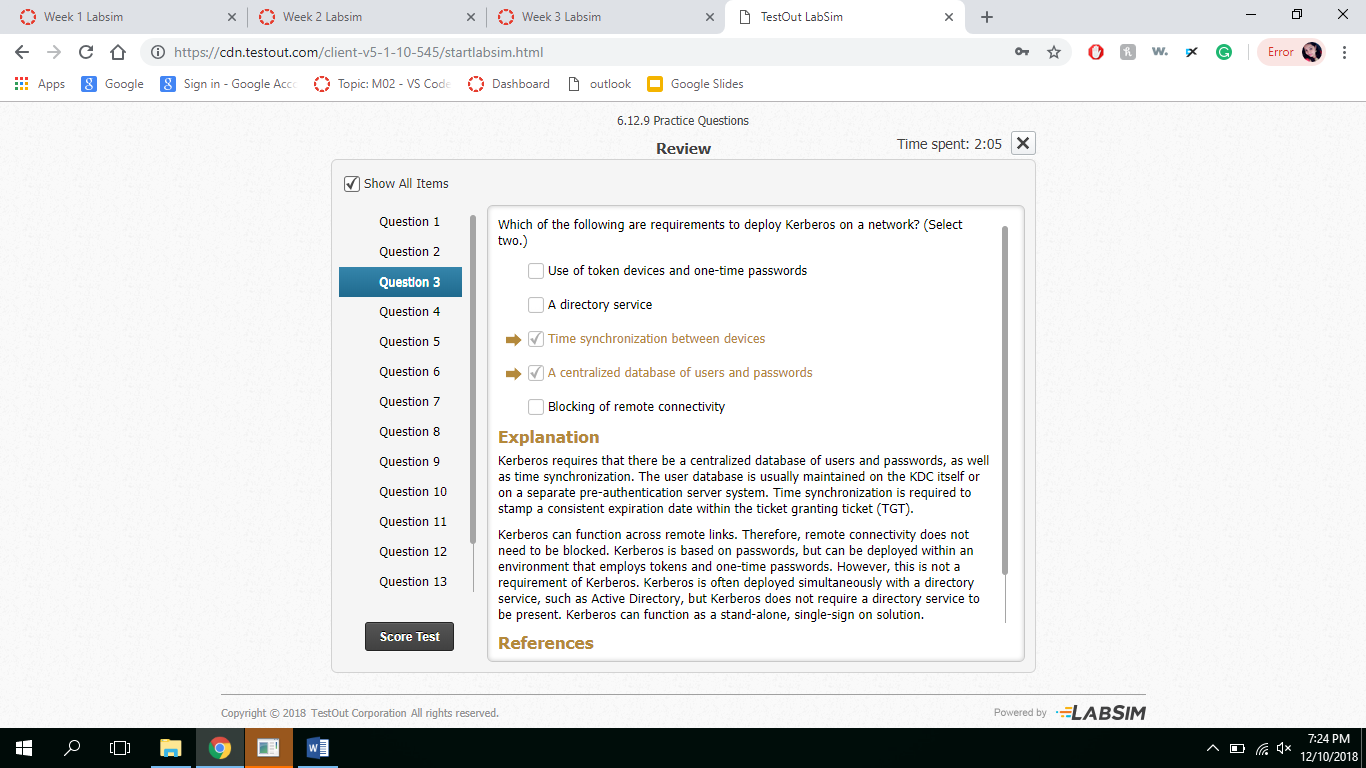 Week 1 Labsim
Week 2 Labsim
Week 3 Labsim
TestOut LabSim
https://cdn.testout.com/client-v5-1-10-545/startlabsim.html
Error
Apps
Google
Sign in - Google Acco
Topic: M02 - VS Code
Dashboard
outlook
Google Slides
6.12.9 Practice Questions
Review
Time spent: 2:05
Show All Items
Question 1
Question 2
Question 3
Question 4
Question 5
Question 6
Question 7
Question 8
Question 9
Question 10
Question 11
Question 12
Question 13
Score Test
Which of the following are requirements to deploy Kerberos on a network? (Select
two.)
Use of token devices and one-time passwords
A directory service
Time synchronization between devices
A centralized database of users and passwords
Blocking of remote connectivity
Explanation
Kerberos requires that there be a centralized database of users and passwords, as well
as time synchronization. The user database is usually maintained on the KDC itself or
on a separate pre-authentication server system. Time synchronization is required to
stamp a consistent expiration date within the ticket granting ticket (TGT).
Kerberos can function across remote links. Therefore, remote connectivity does not
need to be blocked. Kerberos is based on passwords, but can be deployed within an
environment that employs tokens and one-time passwords. However, this is not a
requirement of Kerberos. Kerberos is often deployed simultaneously with a directory
service, such as Active Directory, but Kerberos does not require a directory service to
be present. Kerberos can function as a stand-alone, single-sign on solution.
References
Copyright © 2018 TestOut Corporation All rights reserved.
Powered by LABSIM
7:24 PM
12/10/2018